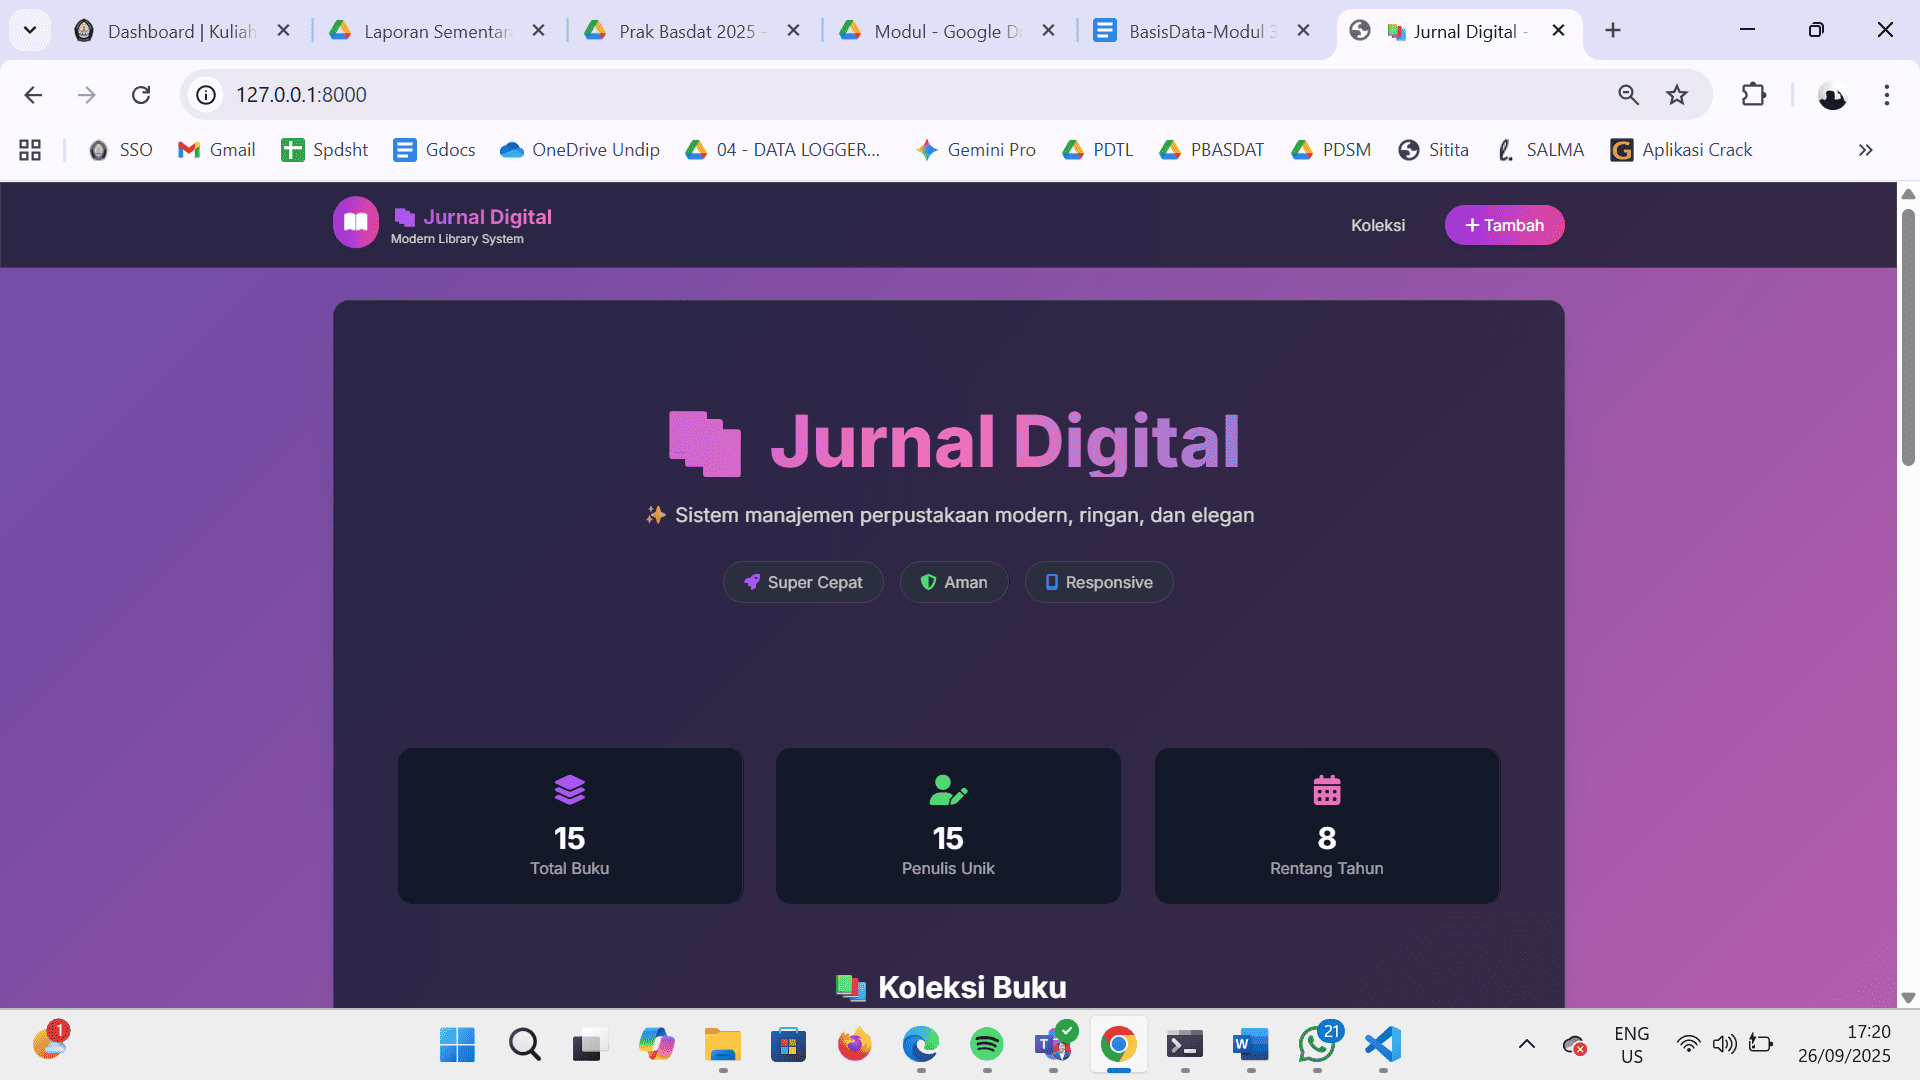 Dashboard | Kuliah
Laporan Sementar
Prak Basdat 2025 -
Modul - Google D
BasisData-Modul 3
Jurnal Digital -
127.0.0.1:8000
SSO
Gmail
Spdsht
Gdocs
OneDrive Undip
04 - DATA LOGGER...
Gemini Pro
PDTL
PBASDAT
PDSM
Sitita
SALMA
Aplikasi Crack
Jurnal Digital
Modern Library System
Koleksi
+ Tambah
Jurnal Digital
✨ Sistem manajemen perpustakaan modern, ringan, dan elegan
Super Cepat
Aman
Responsive
15
Total Buku
15
Penulis Unik
8
Rentang Tahun
📚 Koleksi Buku
1
21
ENG
US
17:20
26/09/2025